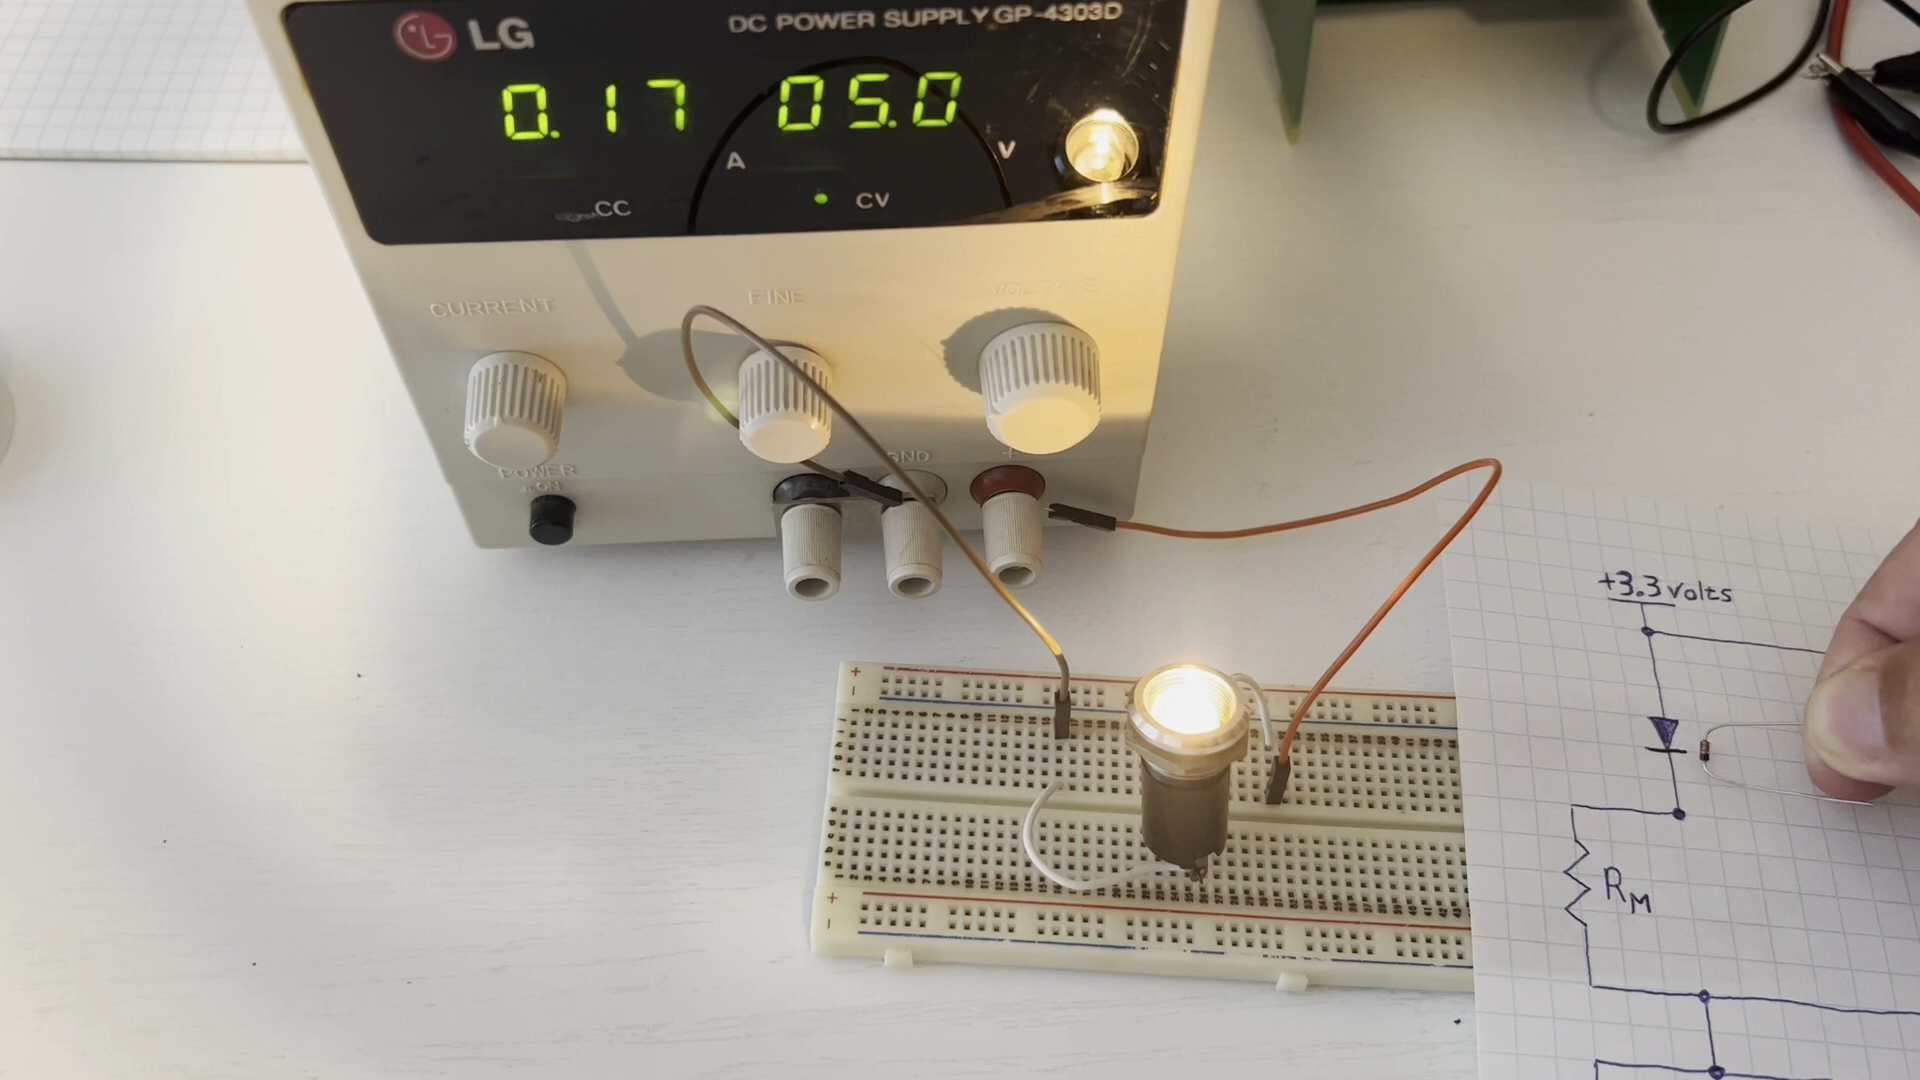 LG
DC POWER SUPPLY GP-4303D
0.17 05.0
A V
CC CV
CURRENT FINE VOLTAGE
POWER
GND +
+3.3 volts
RM